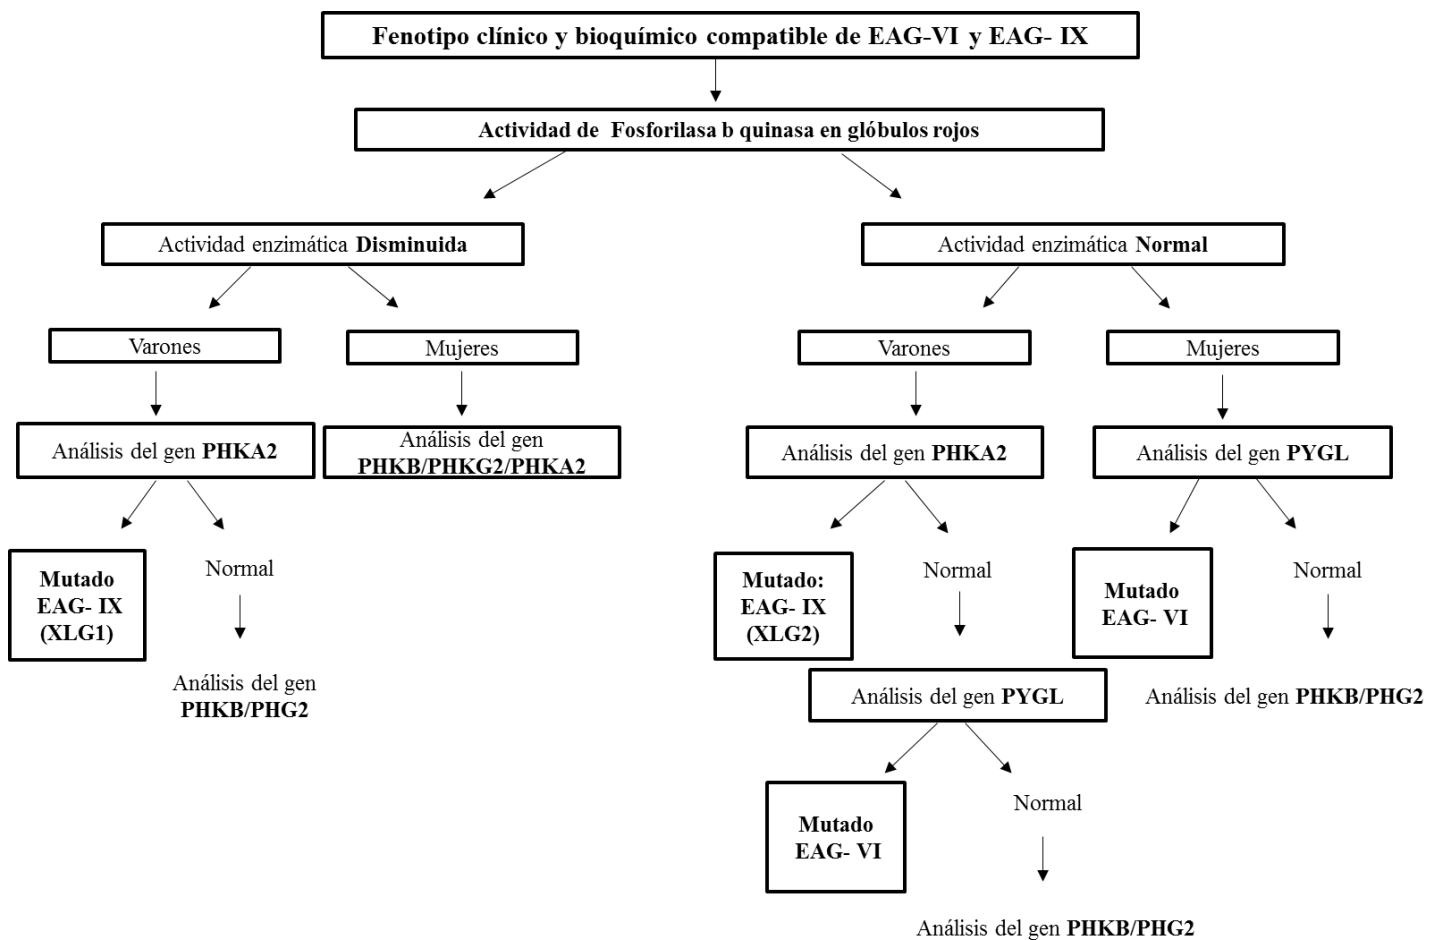 Fenotipo clínico y bioquímico compatible de EAG-VI y EAG- IX
Actividad de Fosforilasa b quinasa en glóbulos rojos
Actividad enzimática Disminuida
Actividad enzimática Normal
Varones
Mujeres
Varones
Mujeres
Análisis del gen PHKA2
Análisis del gen
PHKB/PHKG2/PHKA2
Análisis del gen PHKA2
Análisis del gen PYGL
Mutado
EAG- IX
(XLG1)
Normal
Análisis del gen
PHKB/PHG2
Mutado:
EAG- IX
(XLG2)
Normal
Mutado
EAG- VI
Normal
Análisis del gen PYGL
Análisis del gen PHKB/PHG2
Mutado
EAG- VI
Normal
Análisis del gen PHKB/PHG2